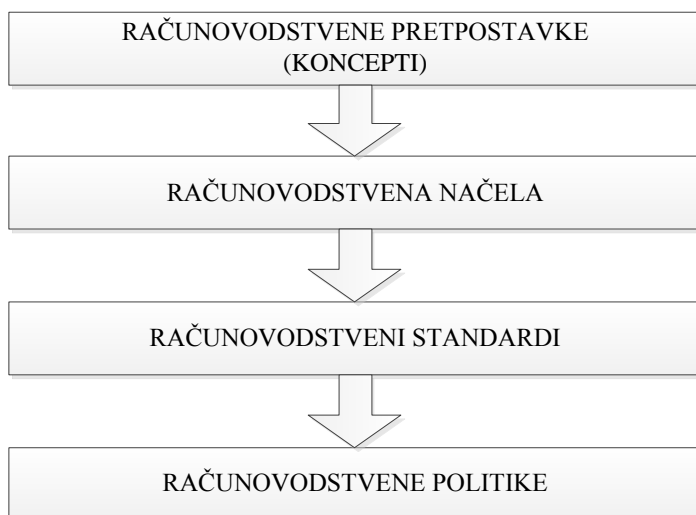 RAČUNOVODSTVENE PRETPOSTAVKE
(KONCEPTI)
RAČUNOVODSTVENA NAČELA
RAČUNOVODSTVENI STANDARDI
RAČUNOVODSTVENE POLITIKE